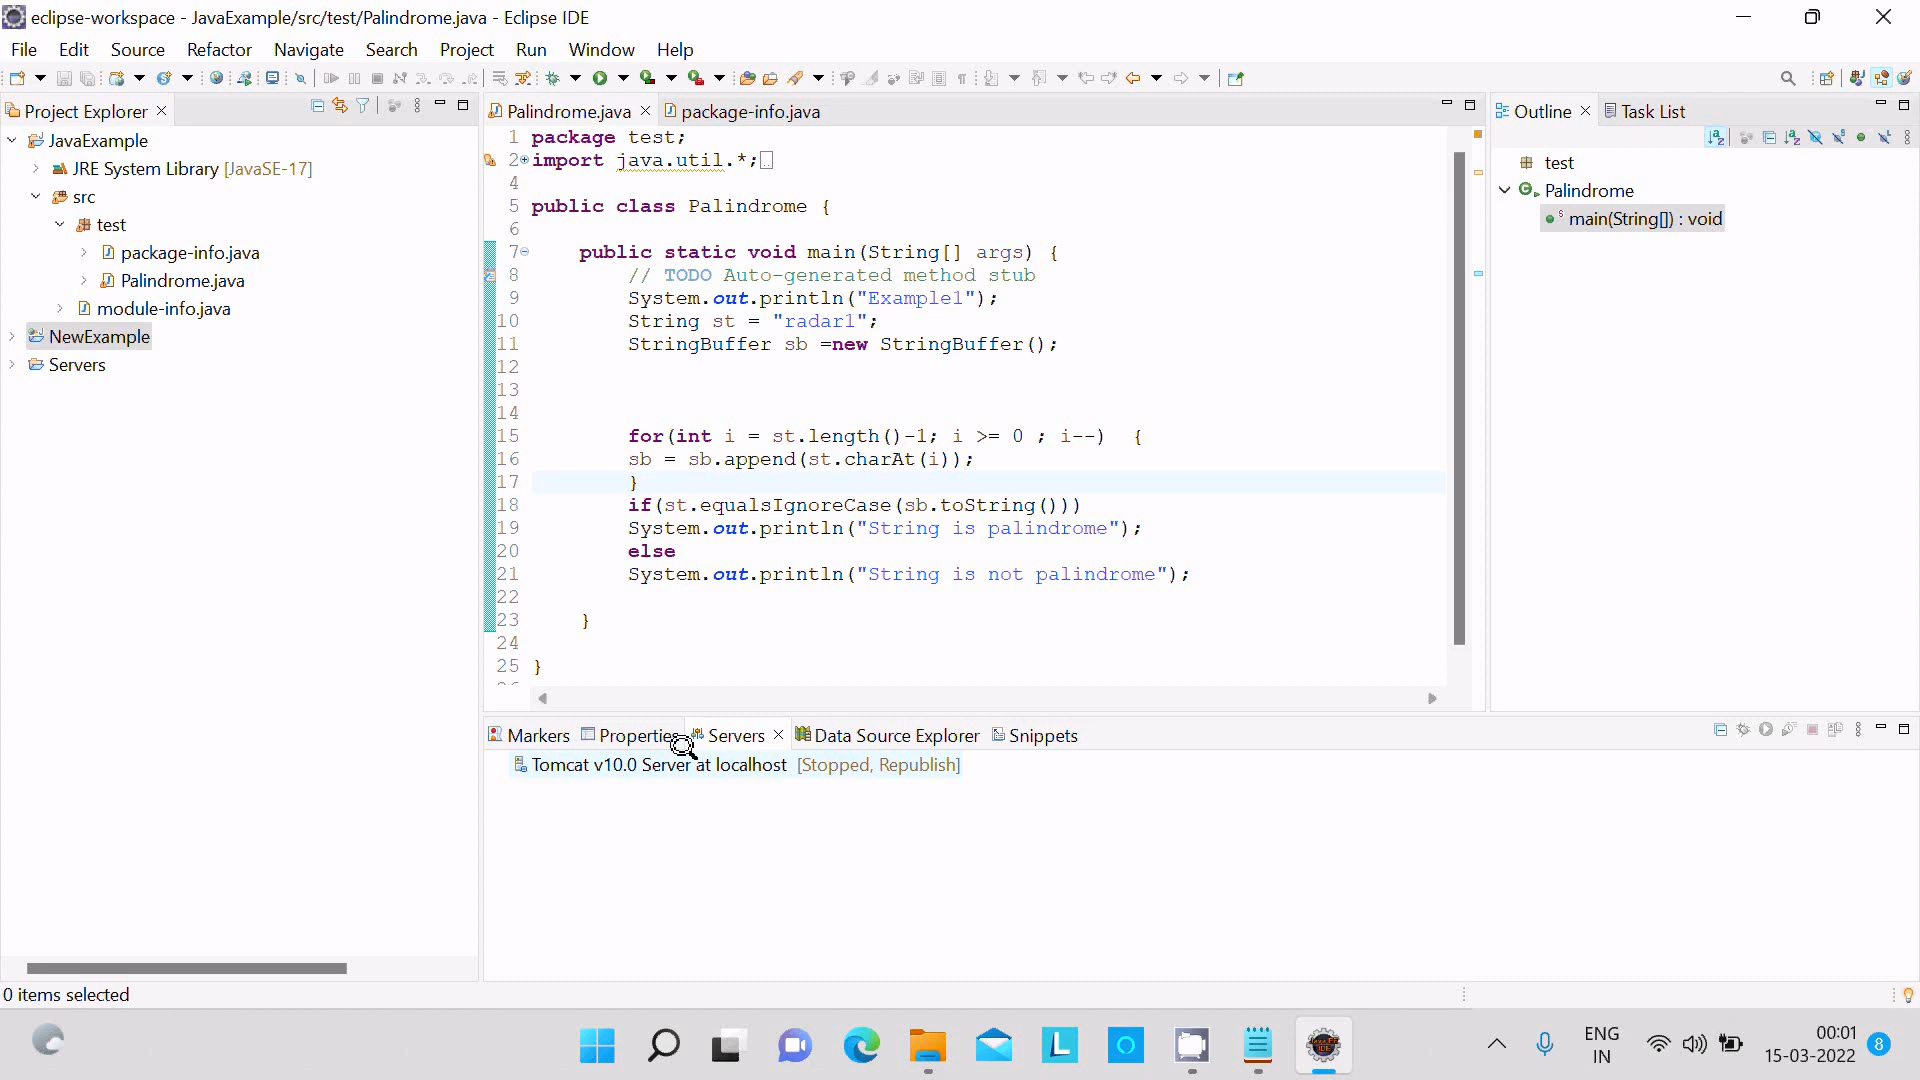 eclipse-workspace - JavaExample/src/test/Palindrome.java - Eclipse IDE
File Edit Source Refactor Navigate Search Project Run Window Help
Project Explorer
JavaExample
JRE System Library [JavaSE-17]
src
test
package-info.java
Palindrome.java
module-info.java
NewExample
Servers
Palindrome.java package-info.java
1 package test;
2 import java.util.*;
4
5 public class Palindrome {
6
7 public static void main(String[] args) {
8 // TODO Auto-generated method stub
9 System.out.println("Example1");
10 String st = "radar1";
11 StringBuffer sb =new StringBuffer();
12
13
14
15 for(int i = st.length()-1; i >= 0 ; i--) {
16 sb = sb.append(st.charAt(i));
17 }
18 if(st.equalsIgnoreCase(sb.toString()))
19 System.out.println("String is palindrome");
20 else
21 System.out.println("String is not palindrome");
22
23 }
24
25 }
Outline Task List
test
Palindrome
main(String[]) : void
Markers Properties Servers Data Source Explorer Snippets
Tomcat v10.0 Server at localhost [Stopped, Republish]
0 items selected
ENG
IN
00:01
15-03-2022
8